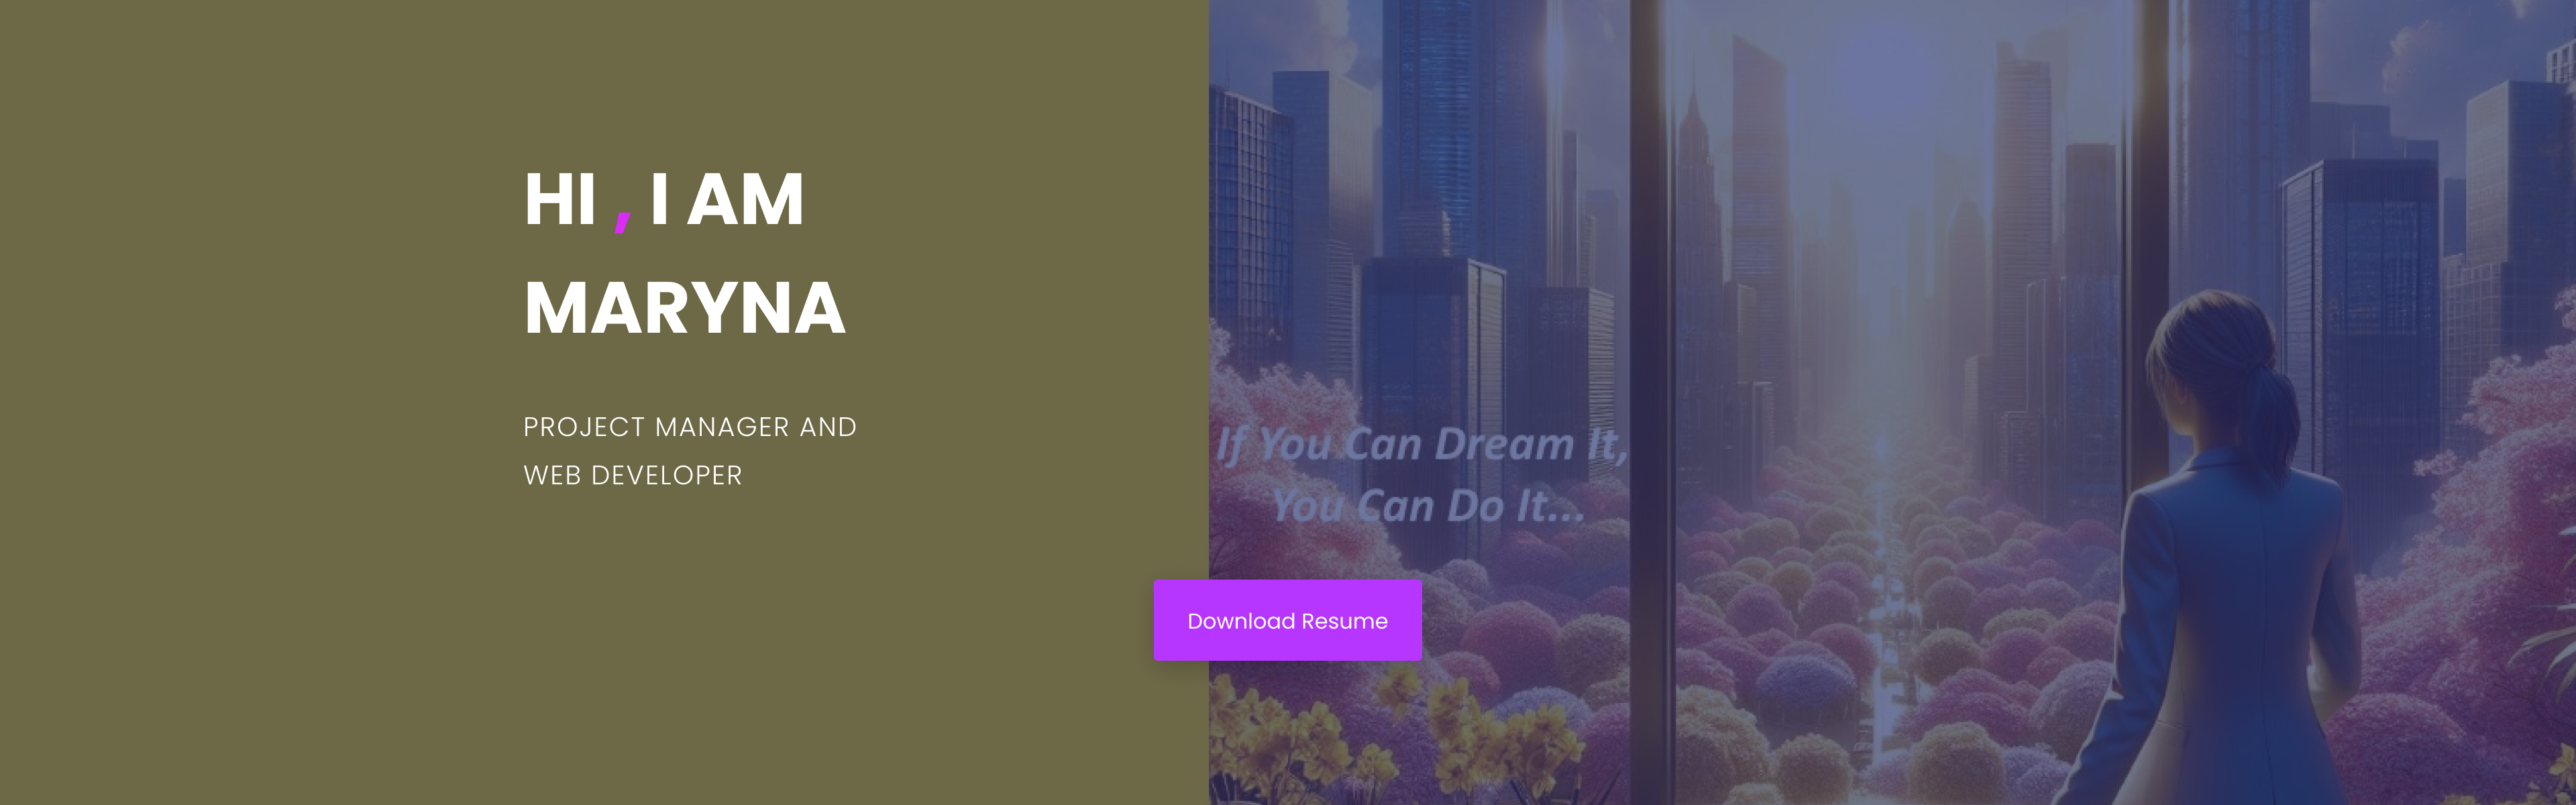 HI , I AM
MARYNA
PROJECT MANAGER AND
WEB DEVELOPER
If You Can Dream It,
You Can Do It...
Download Resume